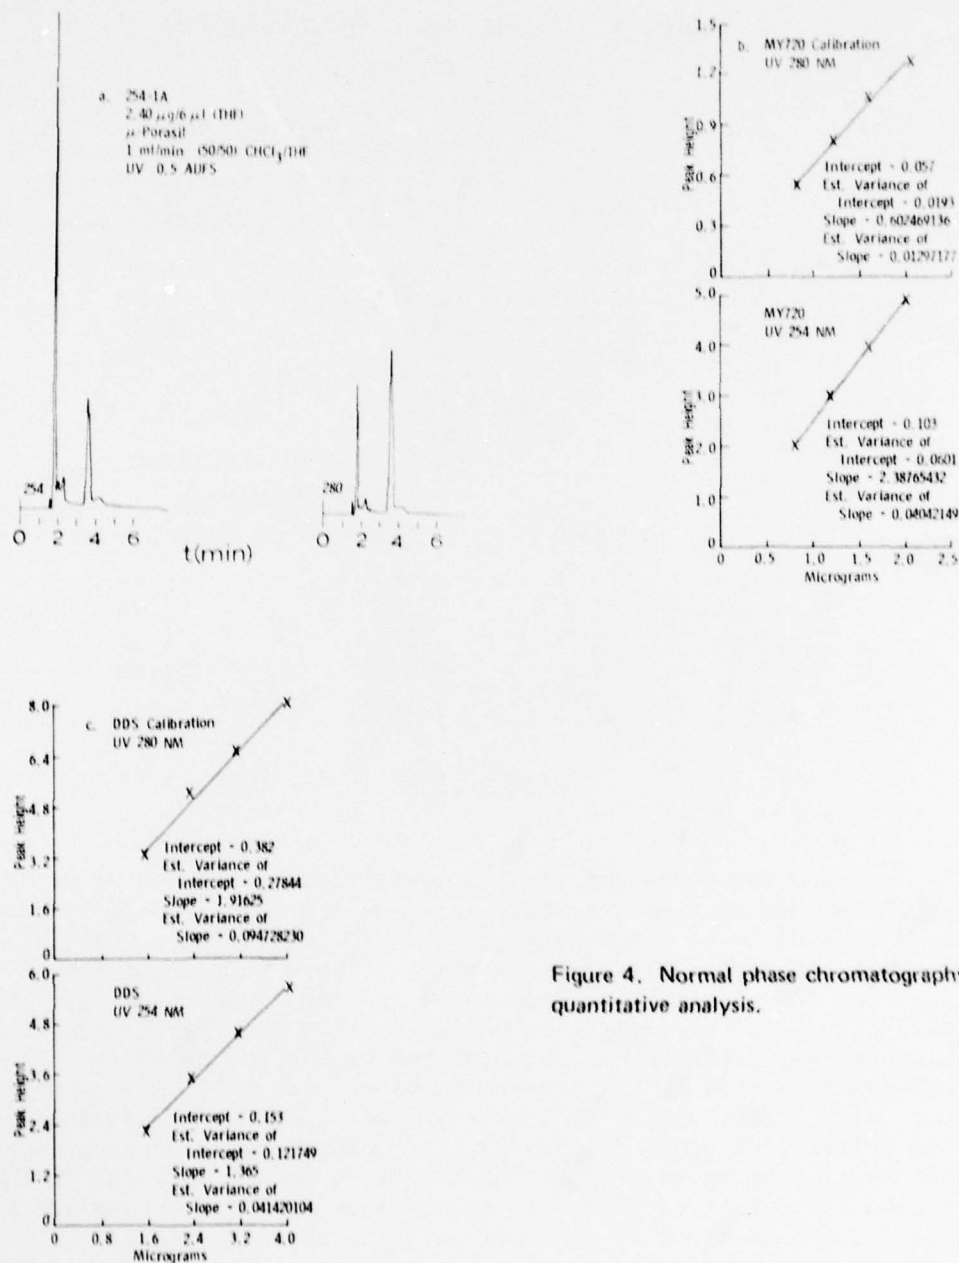 a. 254-1A
2.40 µg/6 µl (THF)
µ Porasil
1 ml/min (50/50) CHCl3/THF
UV 0.5 AUFS
254
0 2 4 6
280
0 2 4 6
t(min)
b. MY720 Calibration
UV 280 NM
1.5
1.2
0.9
0.6
0.3
0
Peak Height
Intercept - 0.057
Est. Variance of
Intercept - 0.0193
Slope - 0.602469136
Est. Variance of
Slope - 0.01297177
MY720
UV 254 NM
5.0
4.0
3.0
2.0
1.0
0
Peak Height
Intercept - 0.103
Est. Variance of
Intercept - 0.0601
Slope - 2.38765432
Est. Variance of
Slope - 0.04042149
0 0.5 1.0 1.5 2.0 2.5
Micrograms
c. DDS Calibration
UV 280 NM
8.0
6.4
4.8
3.2
1.6
0
Peak Height
Intercept - 0.382
Est. Variance of
Intercept - 0.27844
Slope - 1.91625
Est. Variance of
Slope - 0.094728230
DDS
UV 254 NM
6.0
4.8
3.6
2.4
1.2
0
Peak Height
Intercept - 0.153
Est. Variance of
Intercept - 0.121749
Slope - 1.365
Est. Variance of
Slope - 0.041420104
0 0.8 1.6 2.4 3.2 4.0
Micrograms
Figure 4. Normal phase chromatography
quantitative analysis.